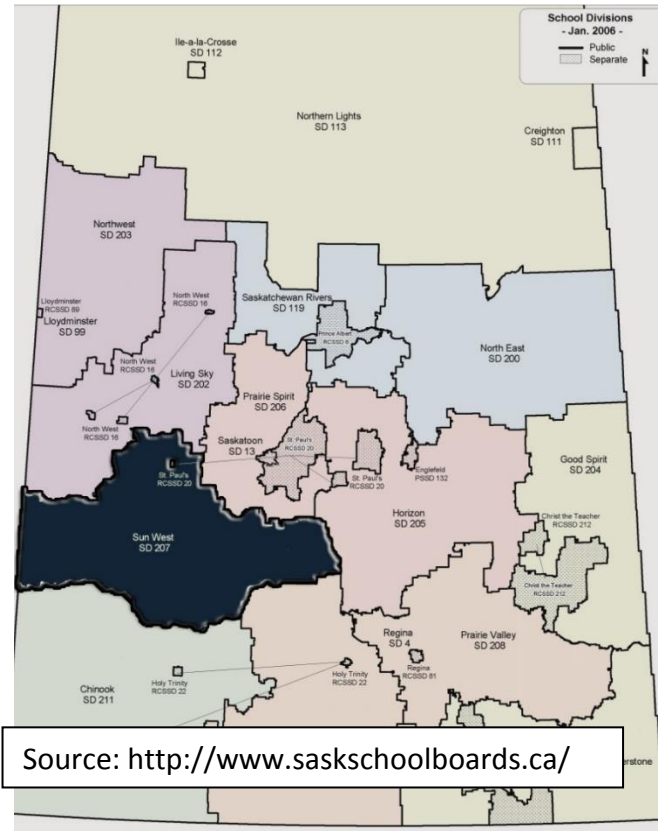 School Divisions
- Jan. 2006 -
Public
Separate
N
Ile-a-la-Crosse
SD 112
Northern Lights
SD 113
Creighton
SD 111
Northwest
SD 203
Lloydminster
RCSSD 89
Lloydminster
SD 99
North West
RCSSD 16
Saskatchewan Rivers
SD 119
Prince Albert
RCSSD 6
North East
SD 200
North West
RCSSD 16
Living Sky
SD 202
North West
RCSSD 16
Prairie Spirit
SD 206
Saskatoon
SD 13
St. Paul's
RCSSD 20
St. Paul's
RCSSD 20
St. Paul's
RCSSD 20
Englefeld
PSSD 132
Good Spirit
SD 204
Horizon
SD 205
Christ the Teacher
RCSSD 212
Christ the Teacher
RCSSD 212
Sun West
SD 207
Regina
SD 4
Prairie Valley
SD 208
Regina
RCSSD 81
Holy Trinity
RCSSD 22
Holy Trinity
RCSSD 22
Chinook
SD 211
Source: http://www.saskschoolboards.ca/
erstone